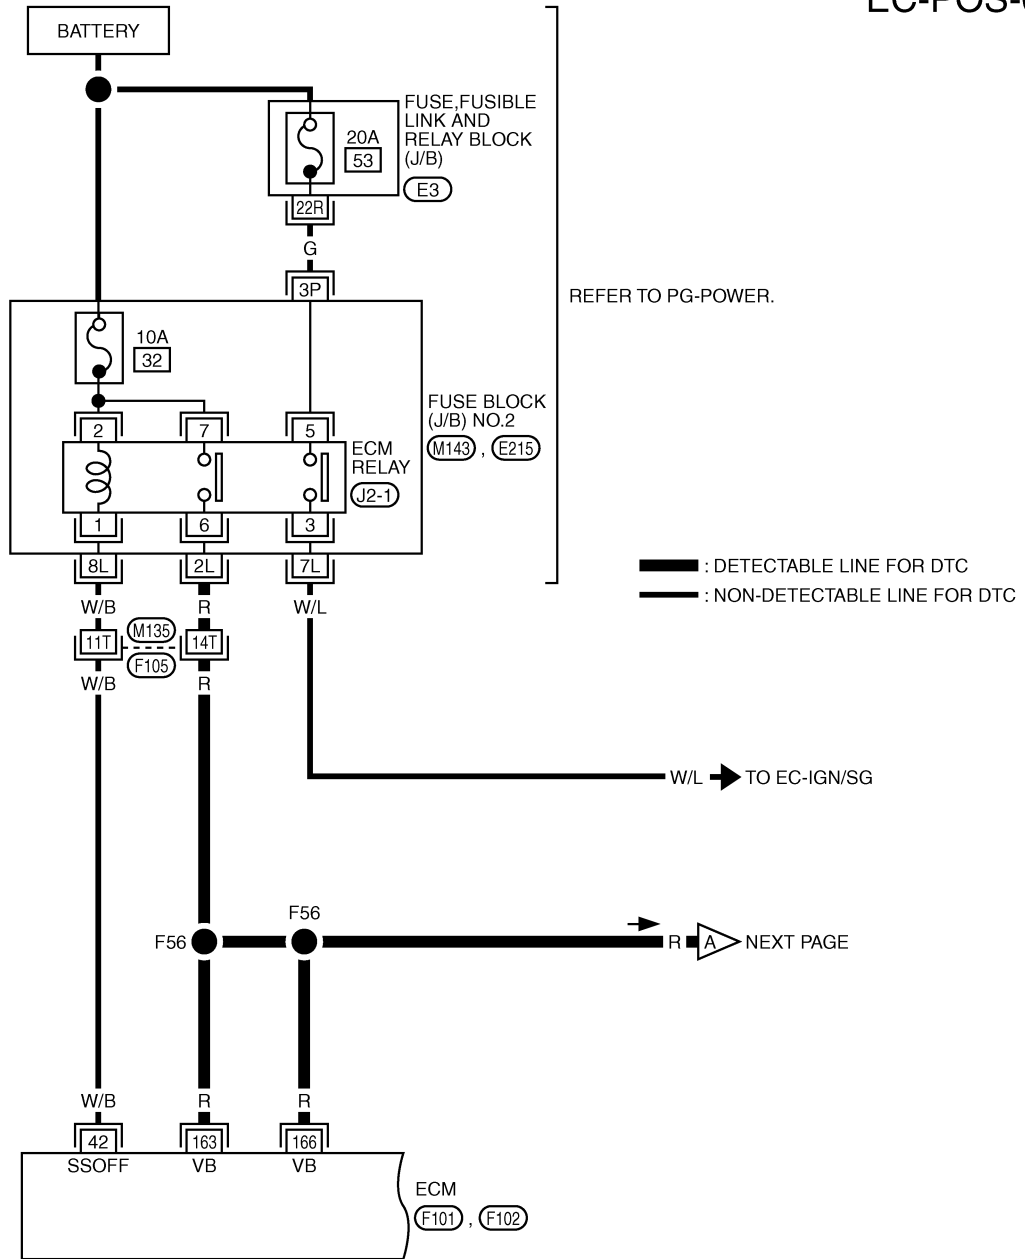 BATTERY
FUSE,FUSIBLE
LINK AND
RELAY BLOCK
(J/B)
E3
20A
53
22R
G
3P
REFER TO PG-POWER.
10A
32
FUSE BLOCK
(J/B) NO.2
M143 , E215
2
7
5
ECM
RELAY
J2-1
1
6
3
8L
2L
7L
: DETECTABLE LINE FOR DTC
: NON-DETECTABLE LINE FOR DTC
W/B
R
W/L
11T
M135
F105
14T
W/B
R
W/L
TO EC-IGN/SG
F56
F56
R
A
NEXT PAGE
W/B
R
R
42
163
166
SSOFF
VB
VB
ECM
F101 , F102